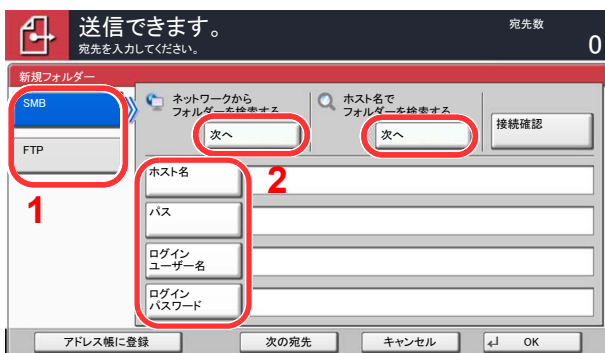 送信できます。
宛先を入力してください。
宛先数
0
新規フォルダー
SMB
FTP
1
ネットワークから
フォルダーを検索する
次へ
ホスト名で
フォルダーを検索する
次へ
接続確認
2
ホスト名
パス
ログイン
ユーザー名
ログイン
パスワード
アドレス帳に登録
次の宛先
キャンセル
OK